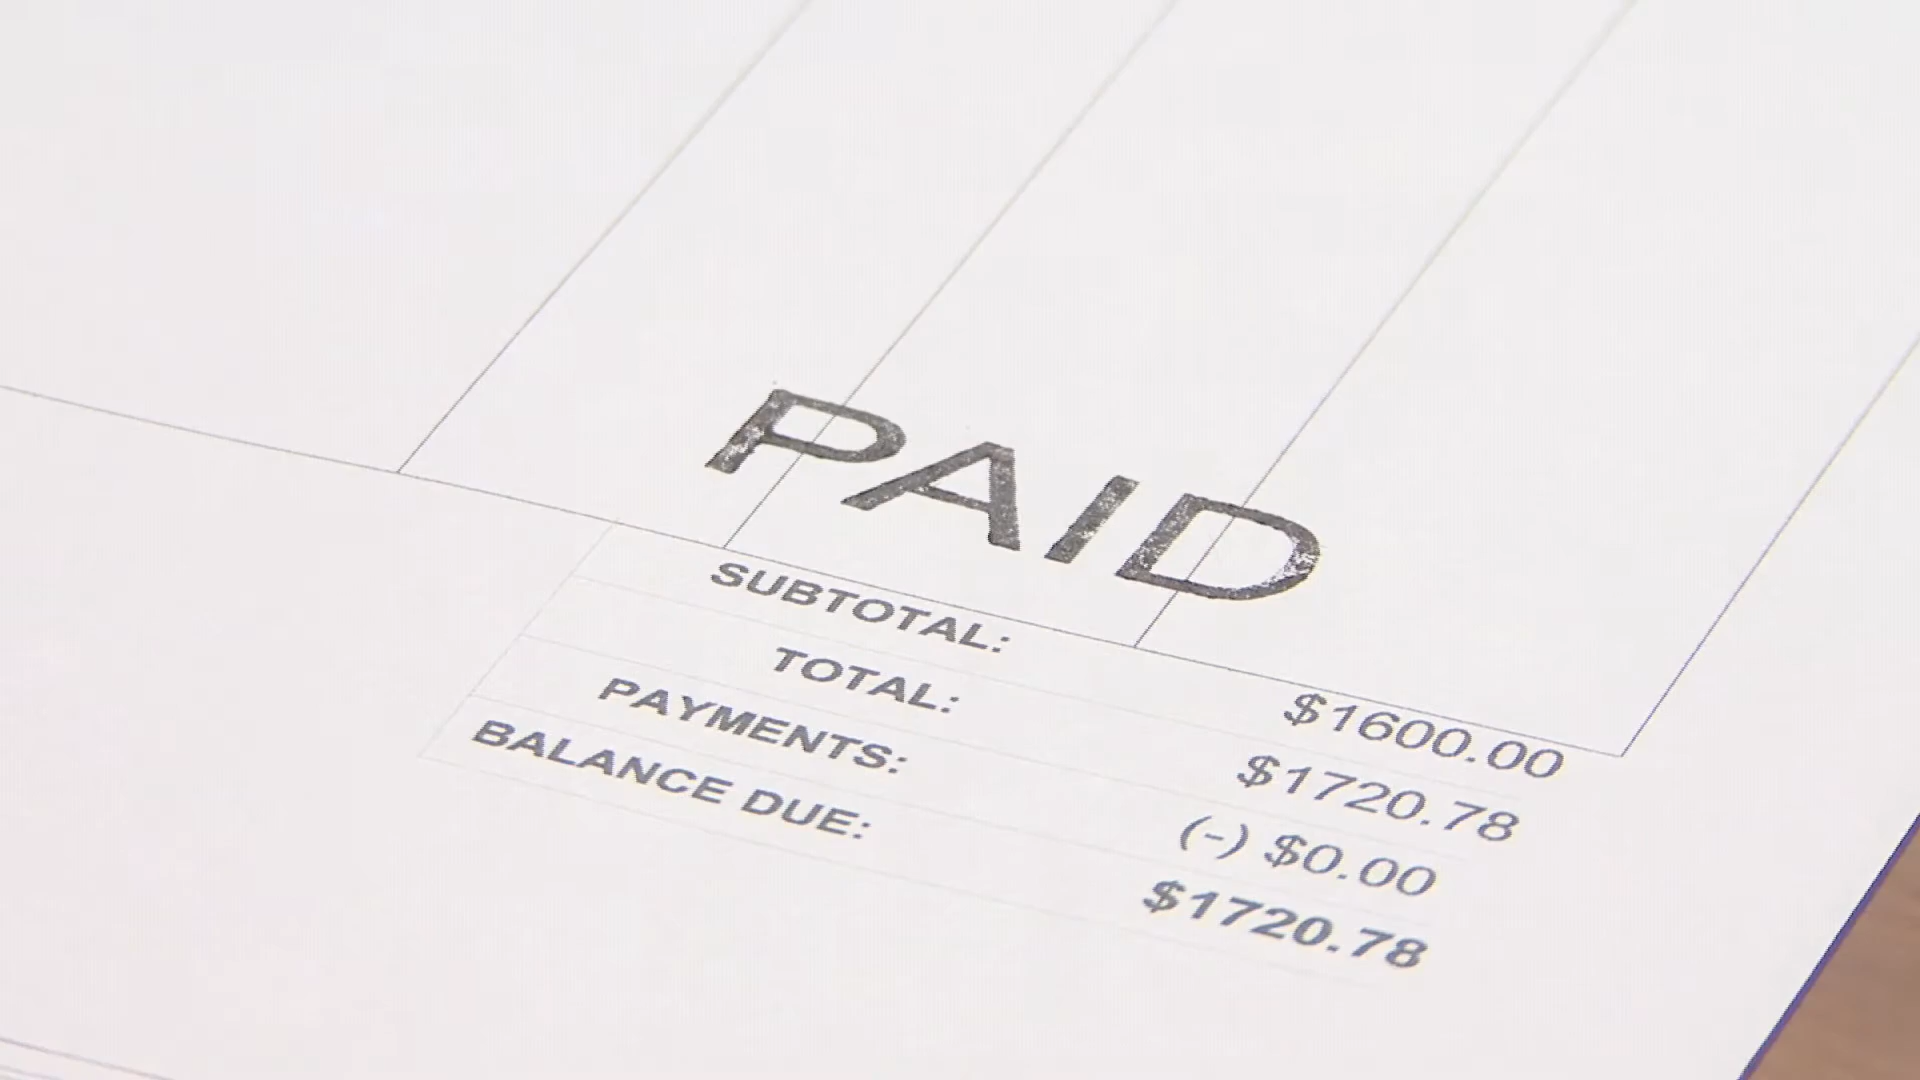 PAID
SUBTOTAL: $1600.00
TOTAL: $1720.78
PAYMENTS: (-) $0.00
BALANCE DUE: $1720.78